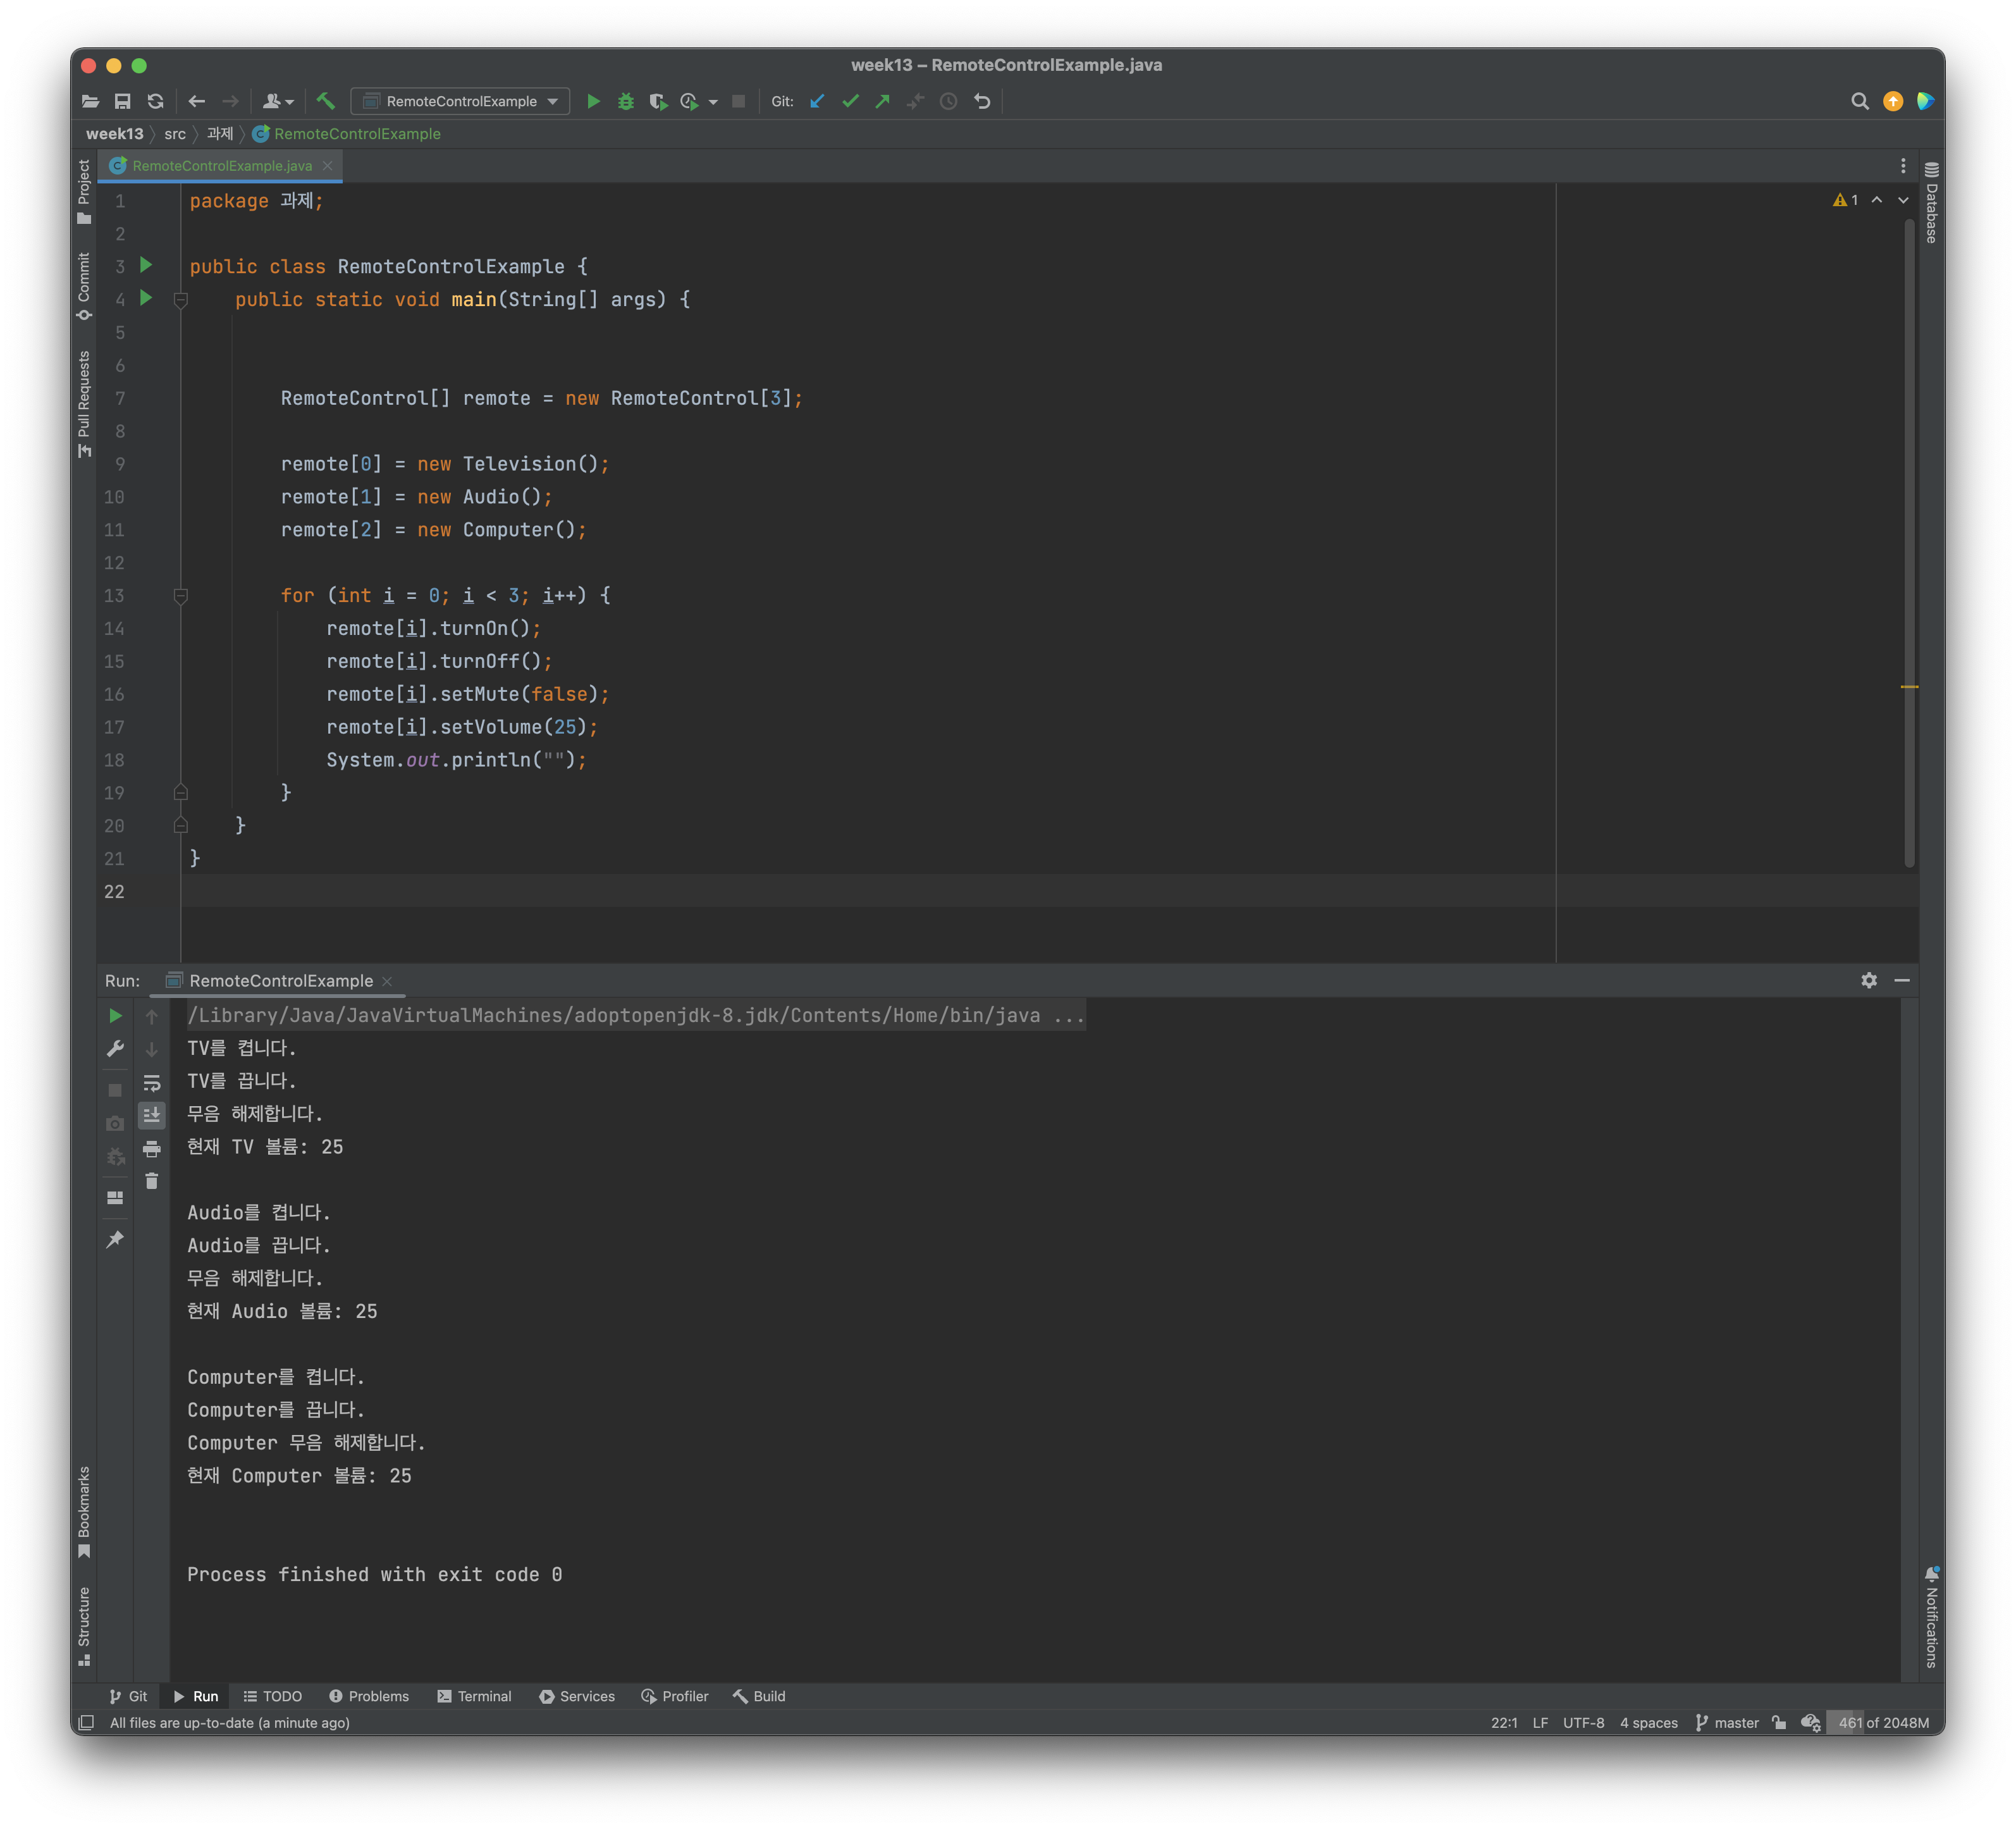 week13 – RemoteControlExample.java
RemoteControlExample
Git:
week13 src 과제 RemoteControlExample
RemoteControlExample.java
Project
Commit
Pull Requests
Database
1
1 package 과제;
2
3 public class RemoteControlExample {
4 public static void main(String[] args) {
5
6
7 RemoteControl[] remote = new RemoteControl[3];
8
9 remote[0] = new Television();
10 remote[1] = new Audio();
11 remote[2] = new Computer();
12
13 for (int i = 0; i < 3; i++) {
14 remote[i].turnOn();
15 remote[i].turnOff();
16 remote[i].setMute(false);
17 remote[i].setVolume(25);
18 System.out.println("");
19 }
20 }
21 }
22
Run: RemoteControlExample
/Library/Java/JavaVirtualMachines/adoptopenjdk-8.jdk/Contents/Home/bin/java ...
TV를 켭니다.
TV를 끕니다.
무음 해제합니다.
현재 TV 볼륨: 25
Audio를 켭니다.
Audio를 끕니다.
무음 해제합니다.
현재 Audio 볼륨: 25
Computer를 켭니다.
Computer를 끕니다.
Computer 무음 해제합니다.
현재 Computer 볼륨: 25
Process finished with exit code 0
Bookmarks
Structure
Notifications
Git Run TODO Problems Terminal Services Profiler Build
All files are up-to-date (a minute ago) 22:1 LF UTF-8 4 spaces master 461 of 2048M